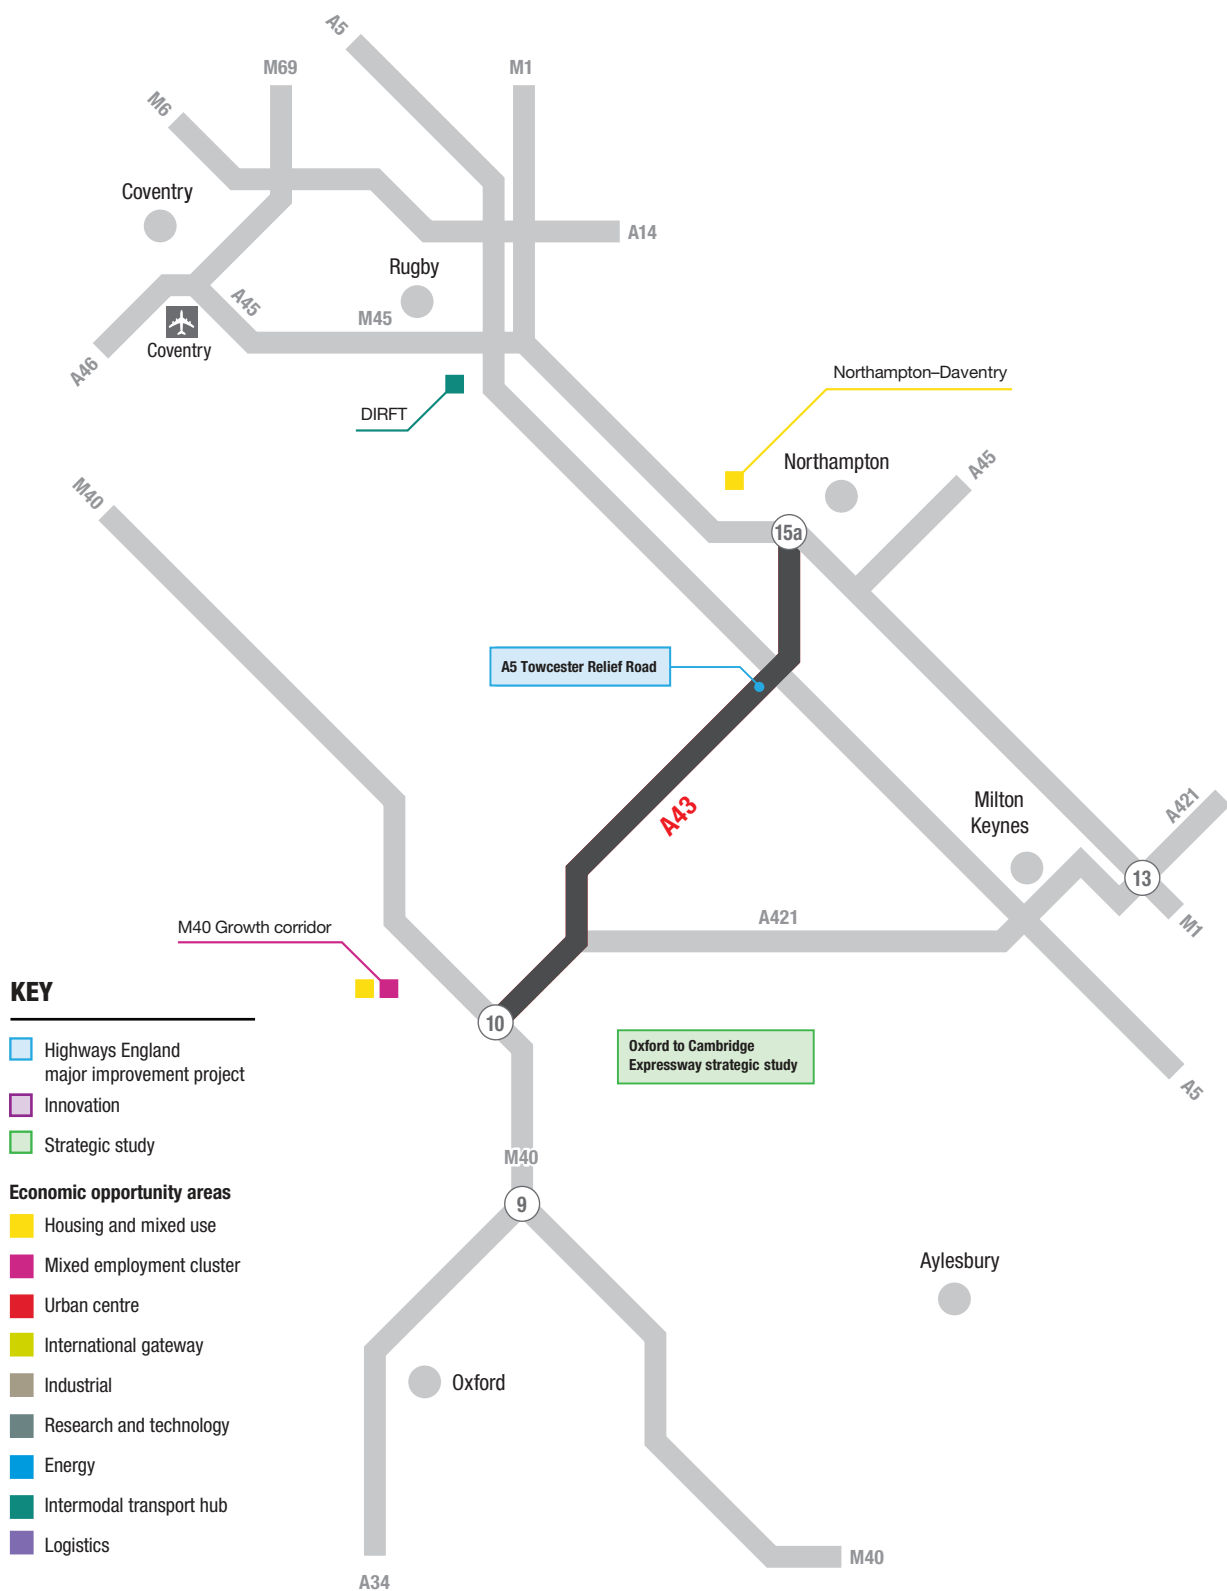 A5
M69
M1
M6
Coventry
A14
Rugby
A45
M45
Coventry
A46
Northampton–Daventry
DIRFT
Northampton
A45
M40
15a
A5 Towcester Relief Road
A43
Milton
Keynes
A421
13
A421
M1
M40 Growth corridor
10
Oxford to Cambridge
Expressway strategic study
A5
M40
9
Aylesbury
Oxford
M40
A34
KEY
Highways England
major improvement project
Innovation
Strategic study
Economic opportunity areas
Housing and mixed use
Mixed employment cluster
Urban centre
International gateway
Industrial
Research and technology
Energy
Intermodal transport hub
Logistics